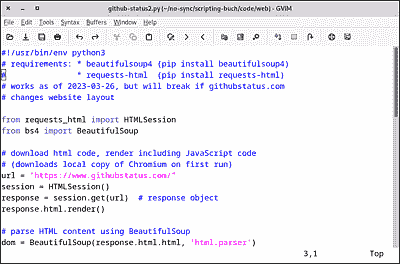 github-status2.py (~/no-sync/scripting-buch/code/web) - GVIM
File Edit Tools Syntax Buffers Window Help
#!/usr/bin/env python3
# requirements: * beautifulsoup4 (pip install beautifulsoup4)
#               * requests-html  (pip install requests-html)
# works as of 2023-03-26, but will break if githubstatus.com
# changes website layout
from requests_html import HTMLSession
from bs4 import BeautifulSoup
# download html code, render including JavaScript code
# (downloads local copy of Chromium on first run)
url = "https://www.githubstatus.com/"
session = HTMLSession()
response = session.get(url)  # response object
response.html.render()
# parse HTML content using BeautifulSoup
dom = BeautifulSoup(response.html.html, 'html.parser')
3,1 Top